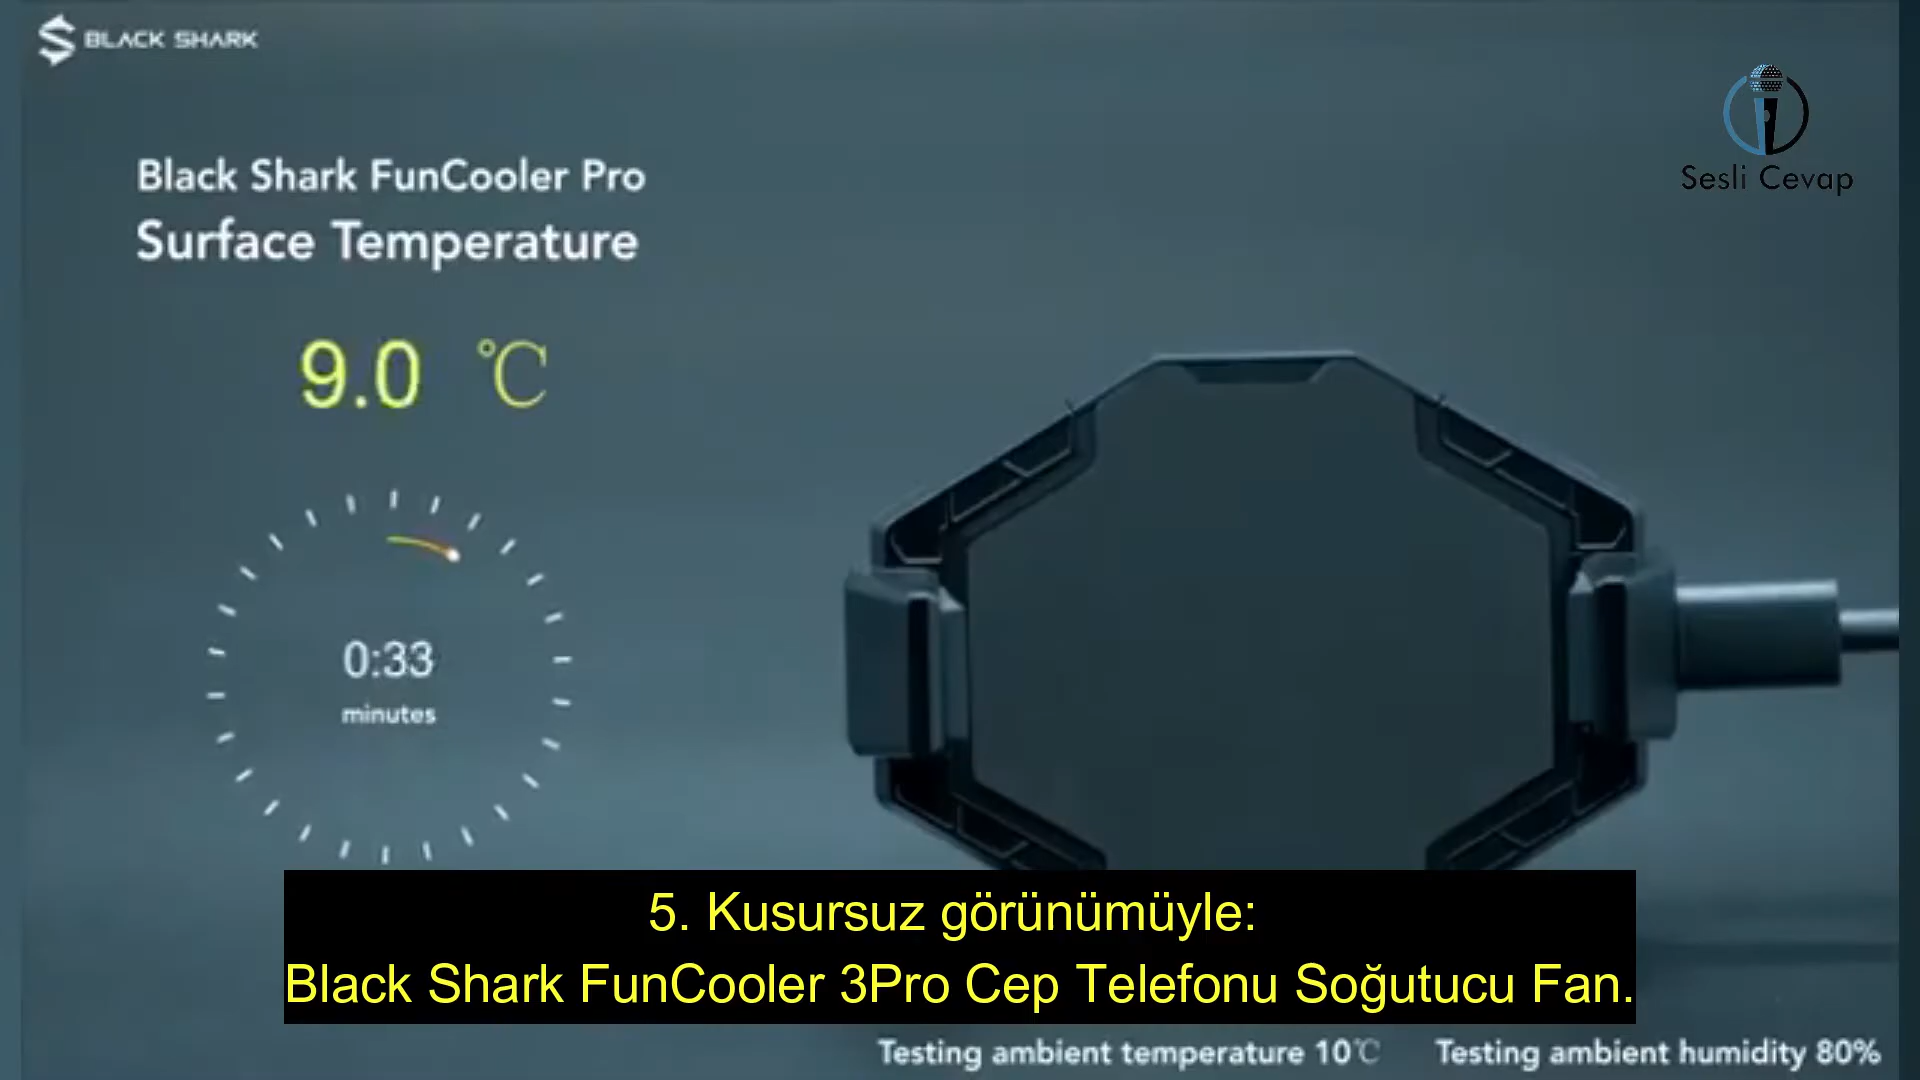 BLACK SHARK
Sesli Cevap
Black Shark FunCooler Pro
Surface Temperature
9.0 ℃
0:33
minutes
5. Kusursuz görünümüyle:
Black Shark FunCooler 3Pro Cep Telefonu Soğutucu Fan.
Testing ambient temperature 10℃ Testing ambient humidity 80%